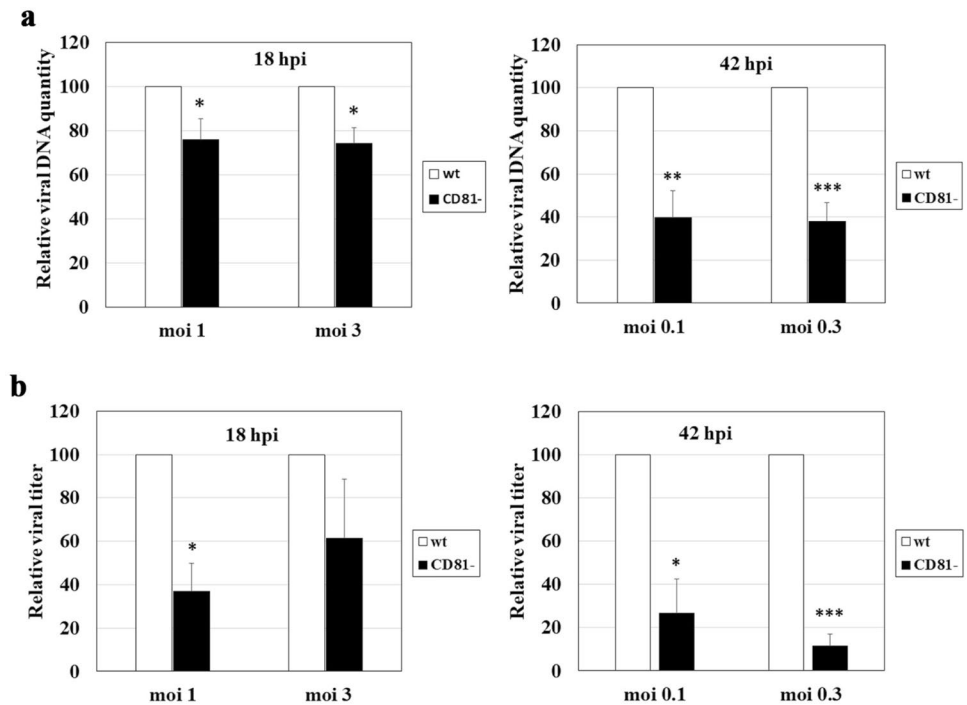 a
Relative viral DNA quantity
120
100
80
60
40
20
0
18 hpi
*
*
moi 1
moi 3
wt
CD81-
Relative viral DNA quantity
120
100
80
60
40
20
0
42 hpi
**
***
moi 0.1
moi 0.3
wt
CD81-
b
Relative viral titer
120
100
80
60
40
20
0
18 hpi
*
moi 1
moi 3
wt
CD81-
Relative viral titer
120
100
80
60
40
20
0
42 hpi
*
***
moi 0.1
moi 0.3
wt
CD81-